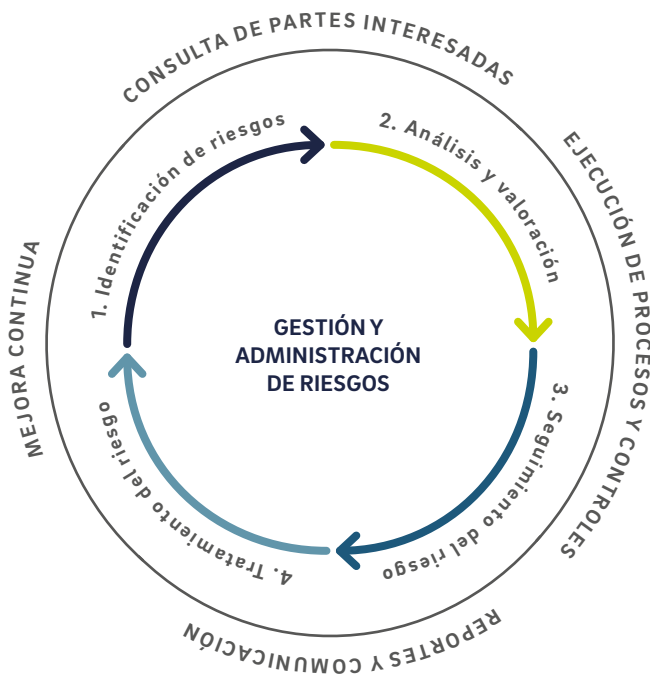 CONSULTA DE PARTES INTERESADAS
EJECUCIÓN DE PROCESOS Y CONTROLES
REPORTES Y COMUNICACIÓN
MEJORA CONTINUA
1. Identificación de riesgos
2. Análisis y valoración
3. Seguimiento del riesgo
4. Tratamiento del riesgo
GESTIÓN Y
ADMINISTRACIÓN
DE RIESGOS